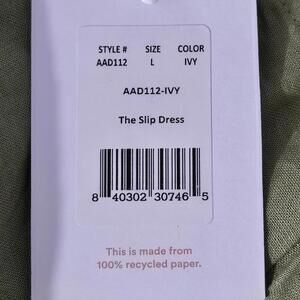 STYLE # SIZE COLOR
AAD112 L IVY
AAD112-IVY
The Slip Dress
8 40302 30746 5
This is made from
100% recycled paper.